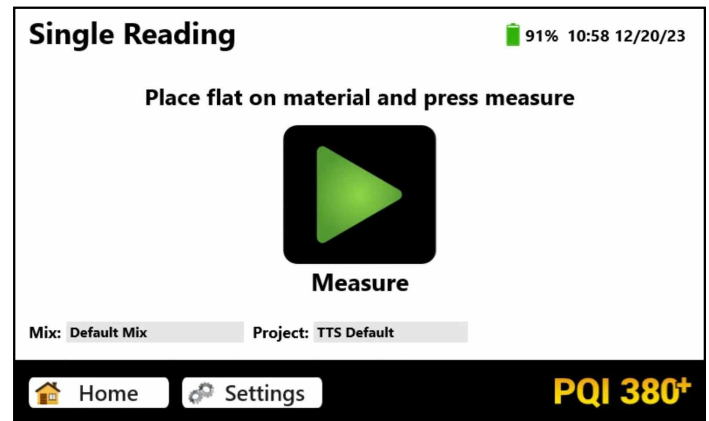 Single Reading
91% 10:58 12/20/23
Place flat on material and press measure
Measure
Mix: Default Mix Project: TTS Default
Home Settings PQI 380+